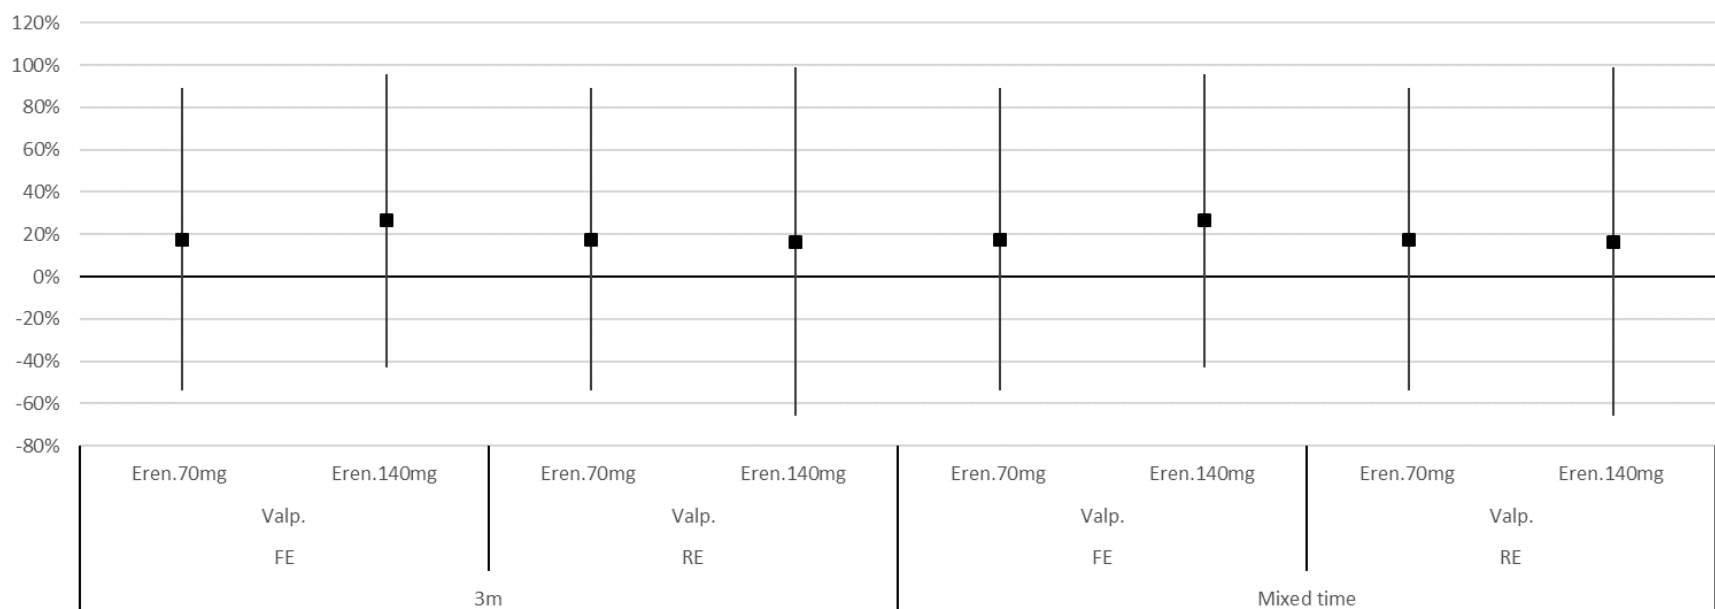 120%
100%
80%
60%
40%
20%
0%
-20%
-40%
-60%
-80%
Eren.70mg Eren.140mg Eren.70mg Eren.140mg Eren.70mg Eren.140mg Eren.70mg Eren.140mg
Valp. Valp. Valp. Valp.
FE RE FE RE
3m Mixed time